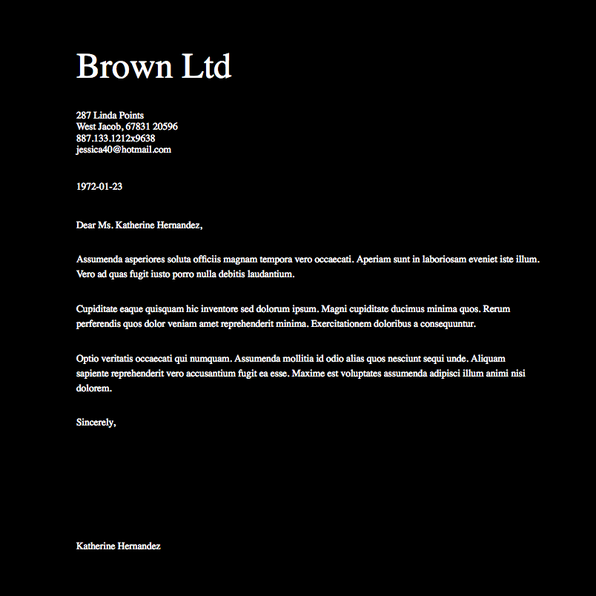 Brown Ltd
287 Linda Points
West Jacob, 67831 20596
887.133.1212x9638
jessica40@hotmail.com
1972-01-23
Dear Ms. Katherine Hernandez,
Assumenda asperiores soluta officiis magnam tempora vero occaecati. Aperiam sunt in laboriosam eveniet iste illum.
Vero ad quas fugit iusto porro nulla debitis laudantium.
Cupiditate eaque quisquam hic inventore sed dolorum ipsum. Magni cupiditate ducimus minima quos. Rerum
perferendis quos dolor veniam amet reprehenderit minima. Exercitationem doloribus a consequuntur.
Optio veritatis occaecati qui numquam. Assumenda mollitia id odio alias quos nesciunt sequi unde. Aliquam
sapiente reprehenderit vero accusantium fugit ea esse. Maxime est voluptates assumenda adipisci illum animi nisi
dolorem.
Sincerely,
Katherine Hernandez